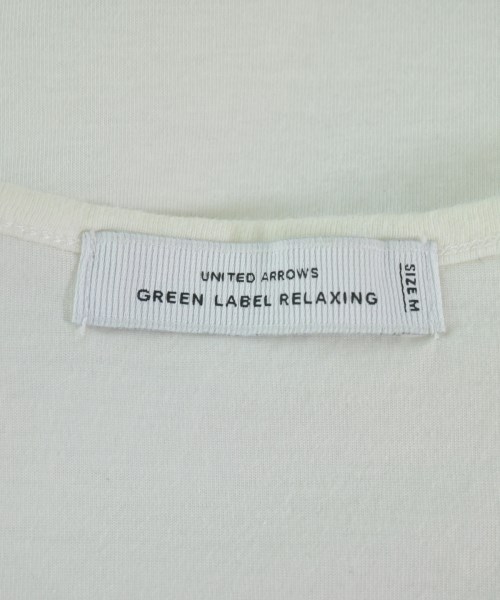 UNITED ARROWS
GREEN LABEL RELAXING
SIZE M